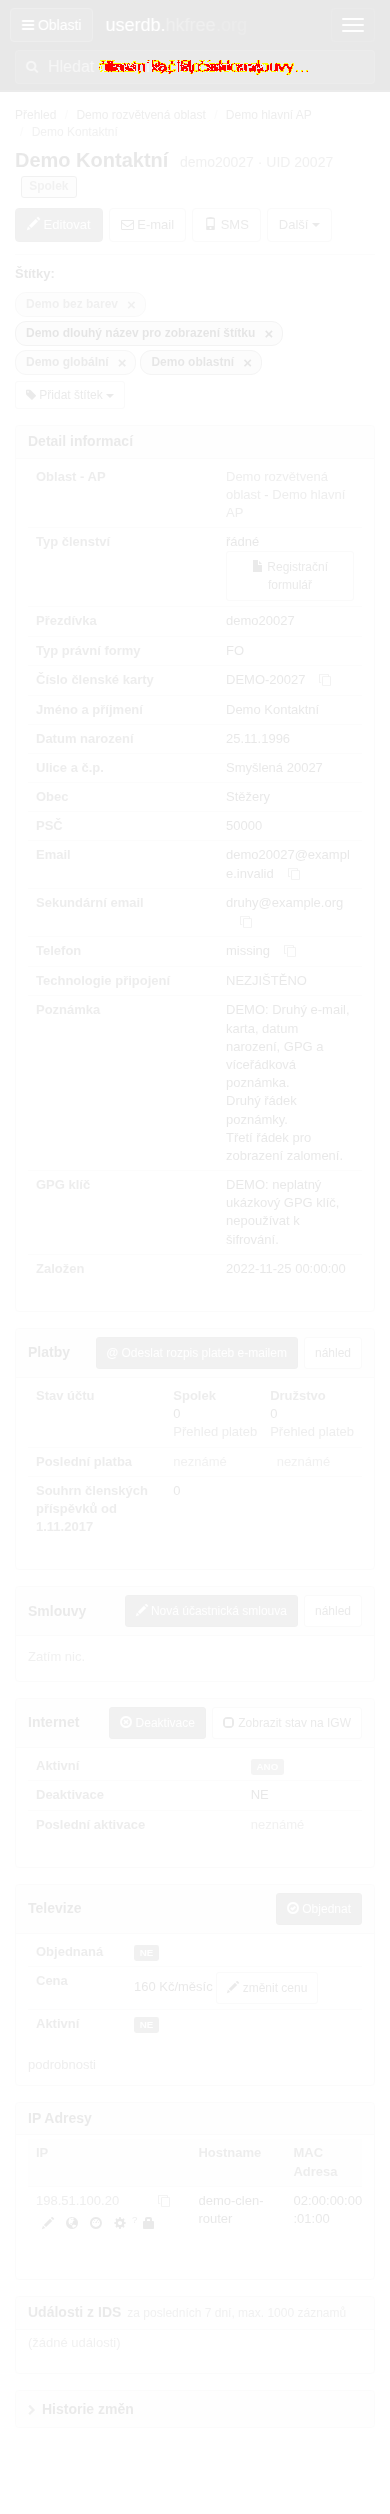 Oblasti userdb.hkfree.org
Hledat
Přehled / Demo rozvětvená oblast / Demo hlavní AP
/ Demo Kontaktní
Demo Kontaktní demo20027 - UID 20027
Spolek
Editovat E-mail SMS Další
Štítky:
Demo bez barev ×
Demo dlouhý název pro zobrazení štítku ×
Demo globální × Demo oblastní ×
Přidat štítek
Detail informací
Oblast - AP Demo rozvětvená
oblast - Demo hlavní
AP
Typ členství řádné
Registrační
formulář
Přezdívka demo20027
Typ právní formy FO
Číslo členské karty DEMO-20027
Jméno a příjmení Demo Kontaktní
Datum narození 25.11.1996
Ulice a č.p. Smyšlená 20027
Obec Stěžery
PSČ 50000
Email demo20027@exampl
e.invalid
Sekundární email druhy@example.org
Telefon missing
Technologie připojení NEZJIŠTĚNO
Poznámka DEMO: Druhý e-mail,
karta, datum
narození, GPG a
víceřádková
poznámka.
Druhý řádek
poznámky.
Třetí řádek pro
zobrazení zalomení.
GPG klíč DEMO: neplatný
ukázkový GPG klíč,
nepoužívat k
šifrování.
Založen 2022-11-25 00:00:00
Platby @ Odeslat rozpis plateb e-mailem náhled
Stav účtu Spolek Družstvo
0 0
Přehled plateb Přehled plateb
Poslední platba neznámé neznámé
Souhrn členských 0
příspěvků od
1.11.2017
Smlouvy Nová účastnická smlouva náhled
Zatím nic.
Internet Deaktivace Zobrazit stav na IGW
Aktivní ANO
Deaktivace NE
Poslední aktivace neznámé
Televize Objednat
Objednaná NE
Cena 160 Kč/měsíc změnit cenu
Aktivní NE
podrobnosti
IP Adresy
IP Hostname MAC
Adresa
198.51.100.20 demo-clen- 02:00:00:00
router :01:00
?
Události z IDS za posledních 7 dní, max. 1000 záznamů
(žádné události)
Historie změn